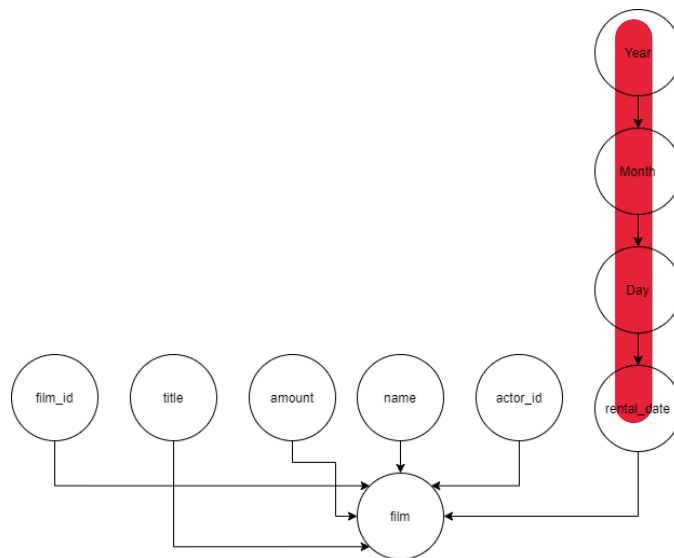 Year
Month
Day
film_id
title
amount
name
actor_id
rental_date
film